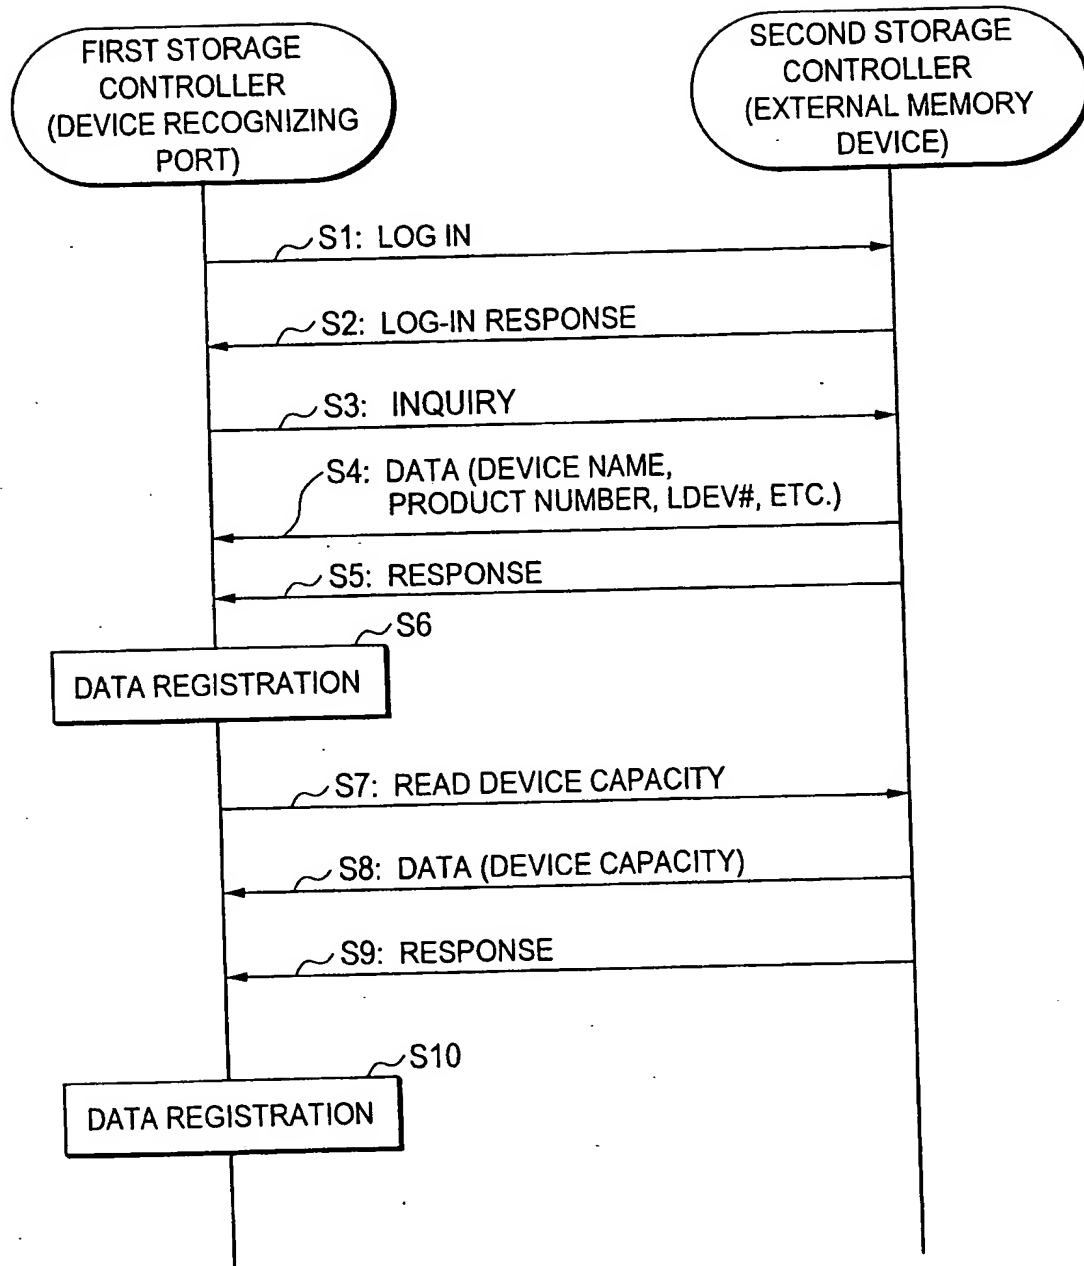 FIRST STORAGE
CONTROLLER
(DEVICE RECOGNIZING
PORT)
SECOND STORAGE
CONTROLLER
(EXTERNAL MEMORY
DEVICE)
S1: LOG IN
S2: LOG-IN RESPONSE
S3: INQUIRY
S4: DATA (DEVICE NAME,
PRODUCT NUMBER, LDEV#, ETC.)
S5: RESPONSE
S6
DATA REGISTRATION
S7: READ DEVICE CAPACITY
S8: DATA (DEVICE CAPACITY)
S9: RESPONSE
S10
DATA REGISTRATION